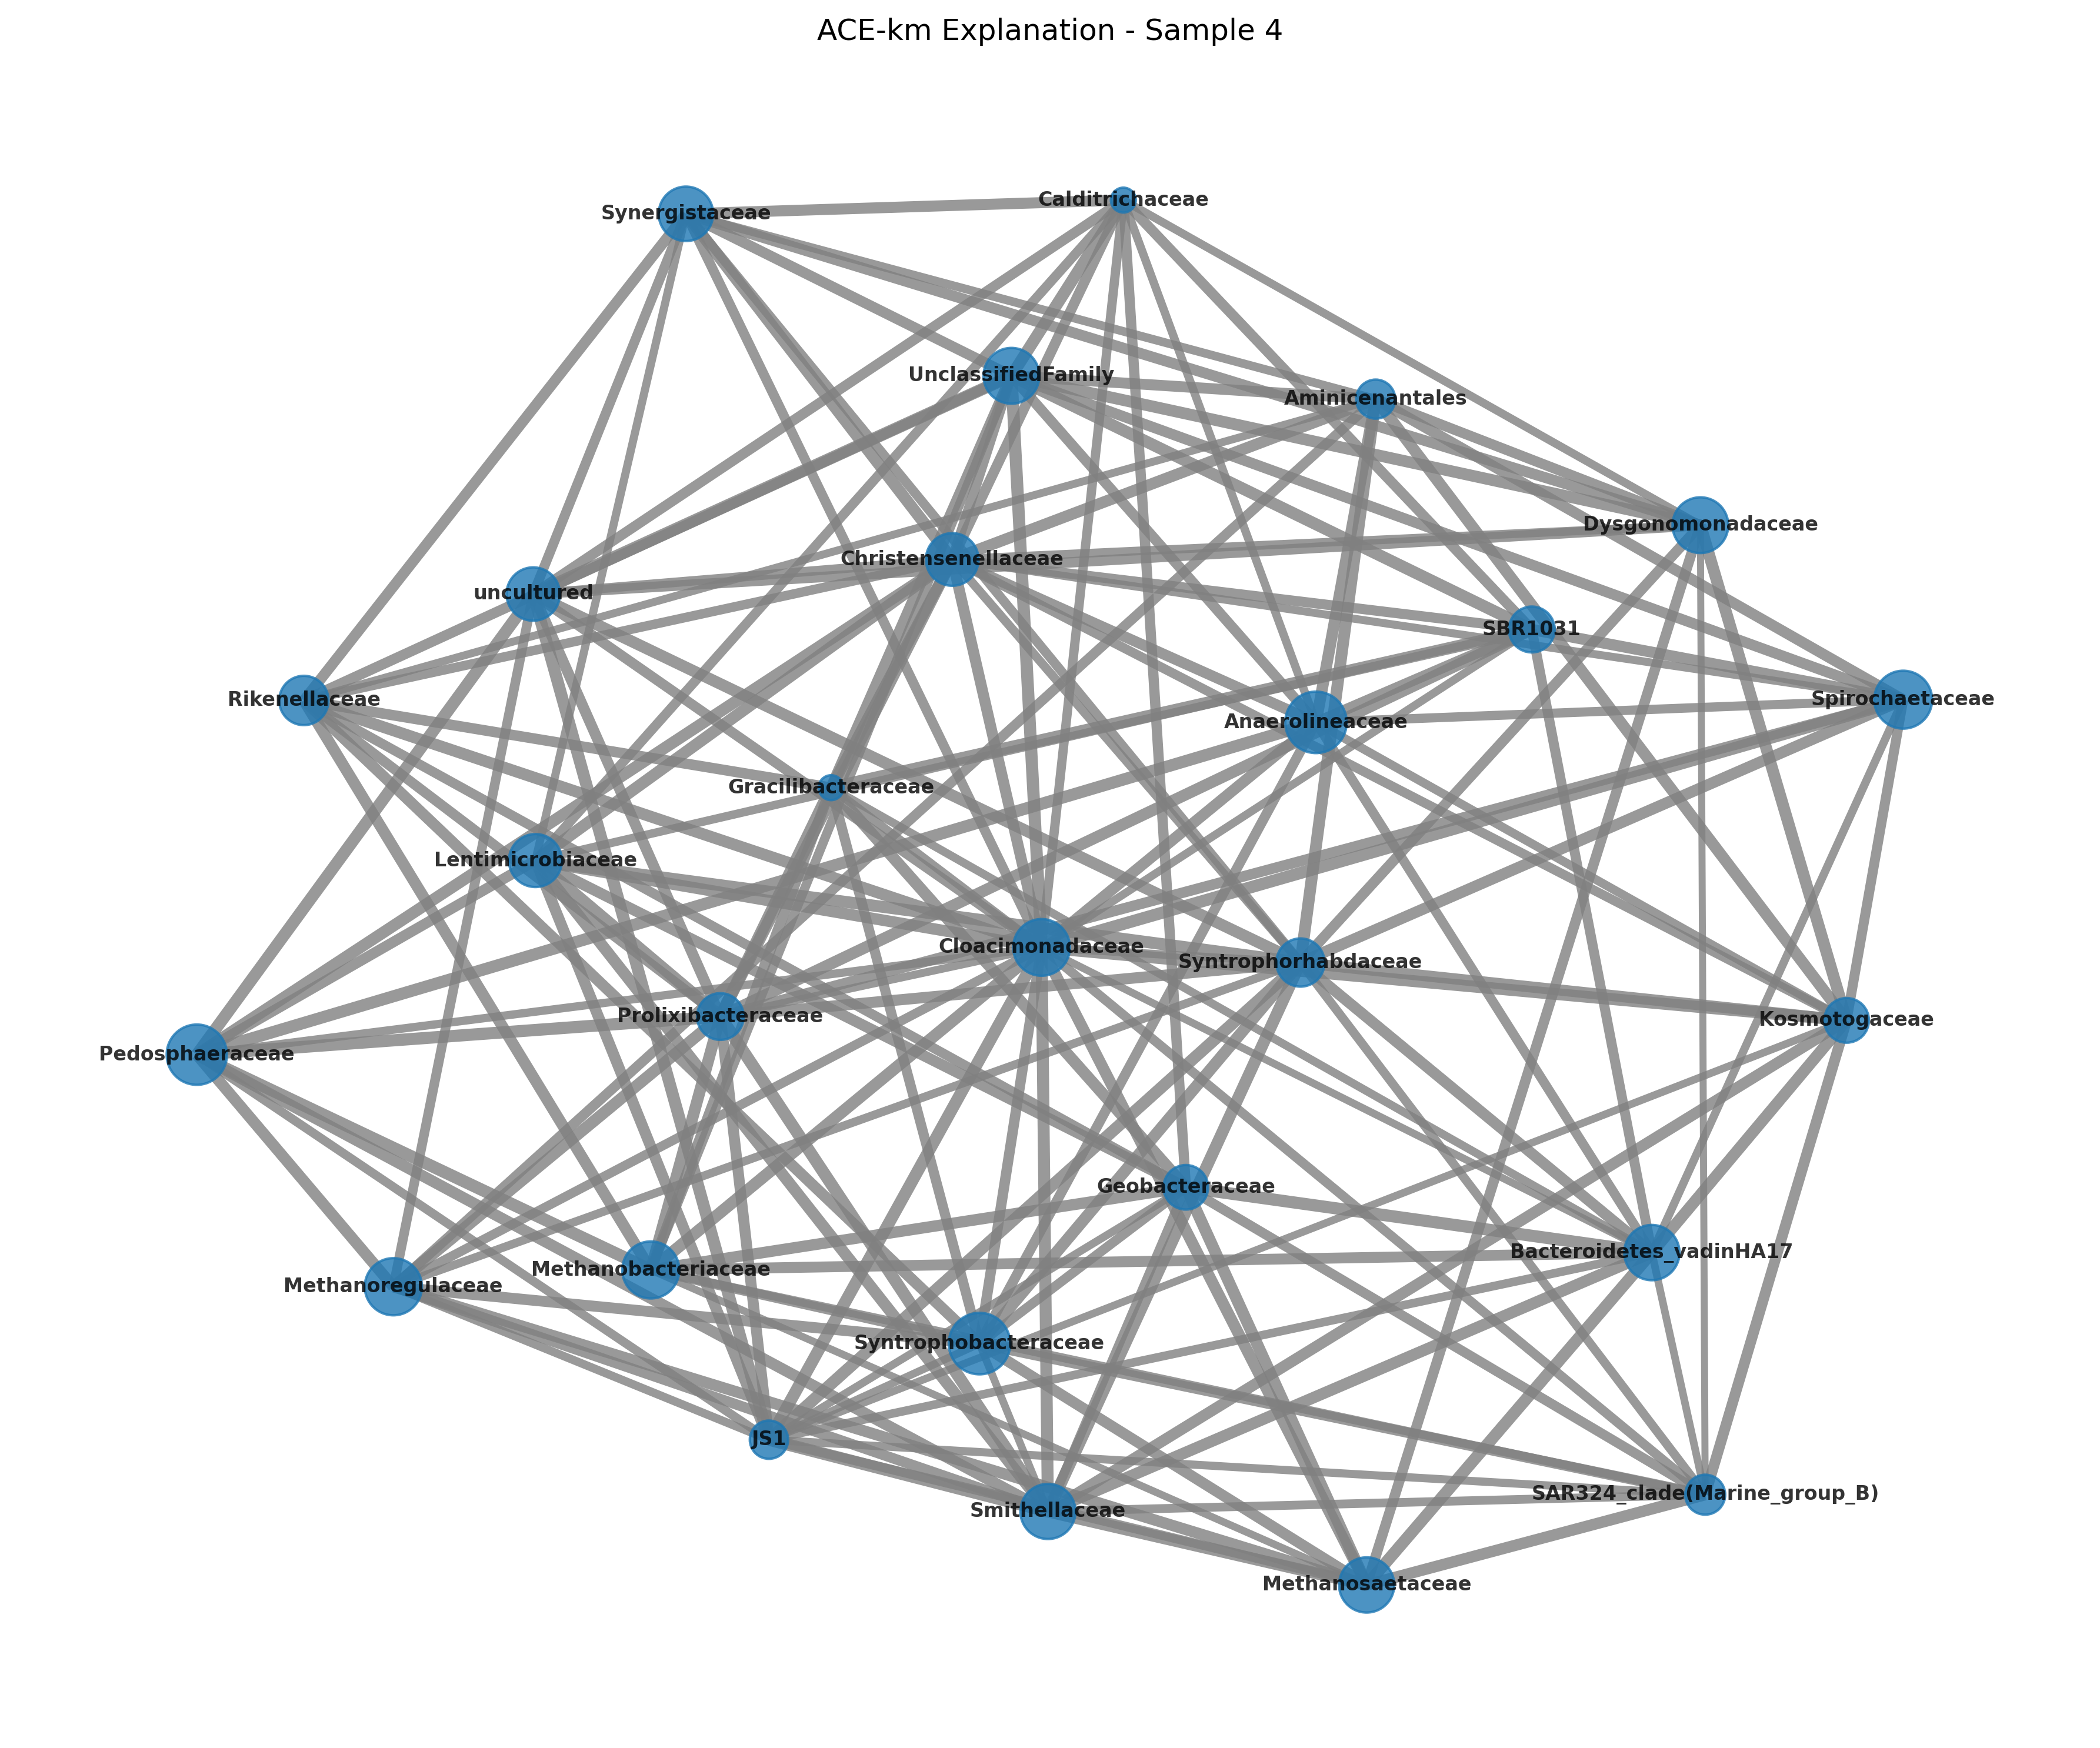 ACE-km Explanation - Sample 4
Calditrichaceae
Synergistaceae
UnclassifiedFamily
Aminicenantales
Dysgonomonadaceae
Christensenellaceae
uncultured
SBR1031
Rikenellaceae
Spirochaetaceae
Anaerolineaceae
Gracilibacteraceae
Lentimicrobiaceae
Cloacimonadaceae
Syntrophorhabdaceae
Prolixibacteraceae
Kosmotogaceae
Pedosphaeraceae
Geobacteraceae
Bacteroidetes_vadinHA17
Methanobacteriaceae
Methanoregulaceae
Syntrophobacteraceae
JS1
SAR324_clade(Marine_group_B)
Smithellaceae
Methanosaetaceae